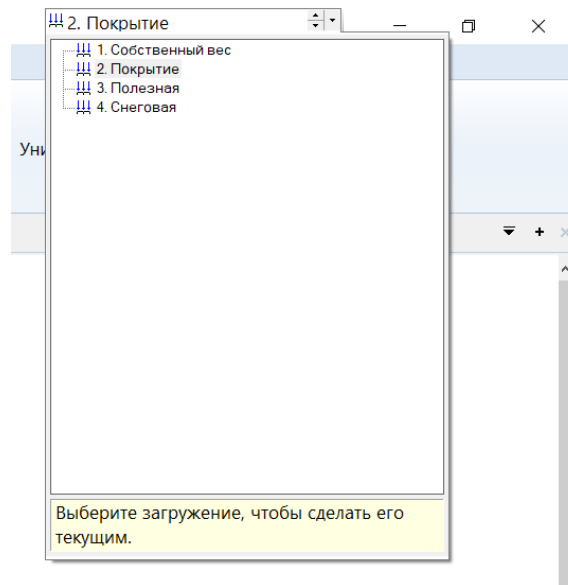 2. Покрытие
1. Собственный вес
2. Покрытие
3. Полезная
4. Снеговая
Уни
Выберите загружение, чтобы сделать его
текущим.